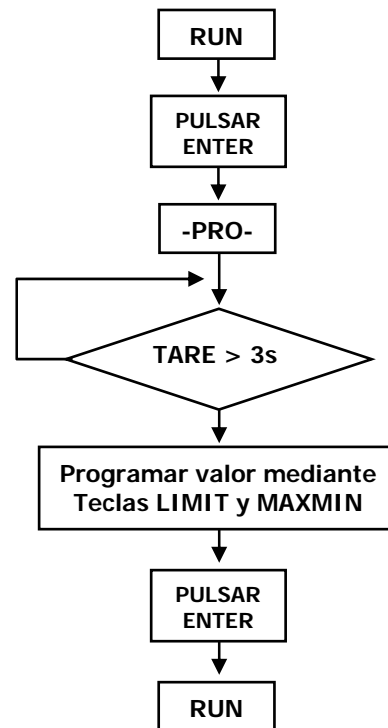 RUN
PULSAR
ENTER
-PRO-
TARE > 3s
Programar valor mediante
Teclas LIMIT y MAXMIN
PULSAR
ENTER
RUN